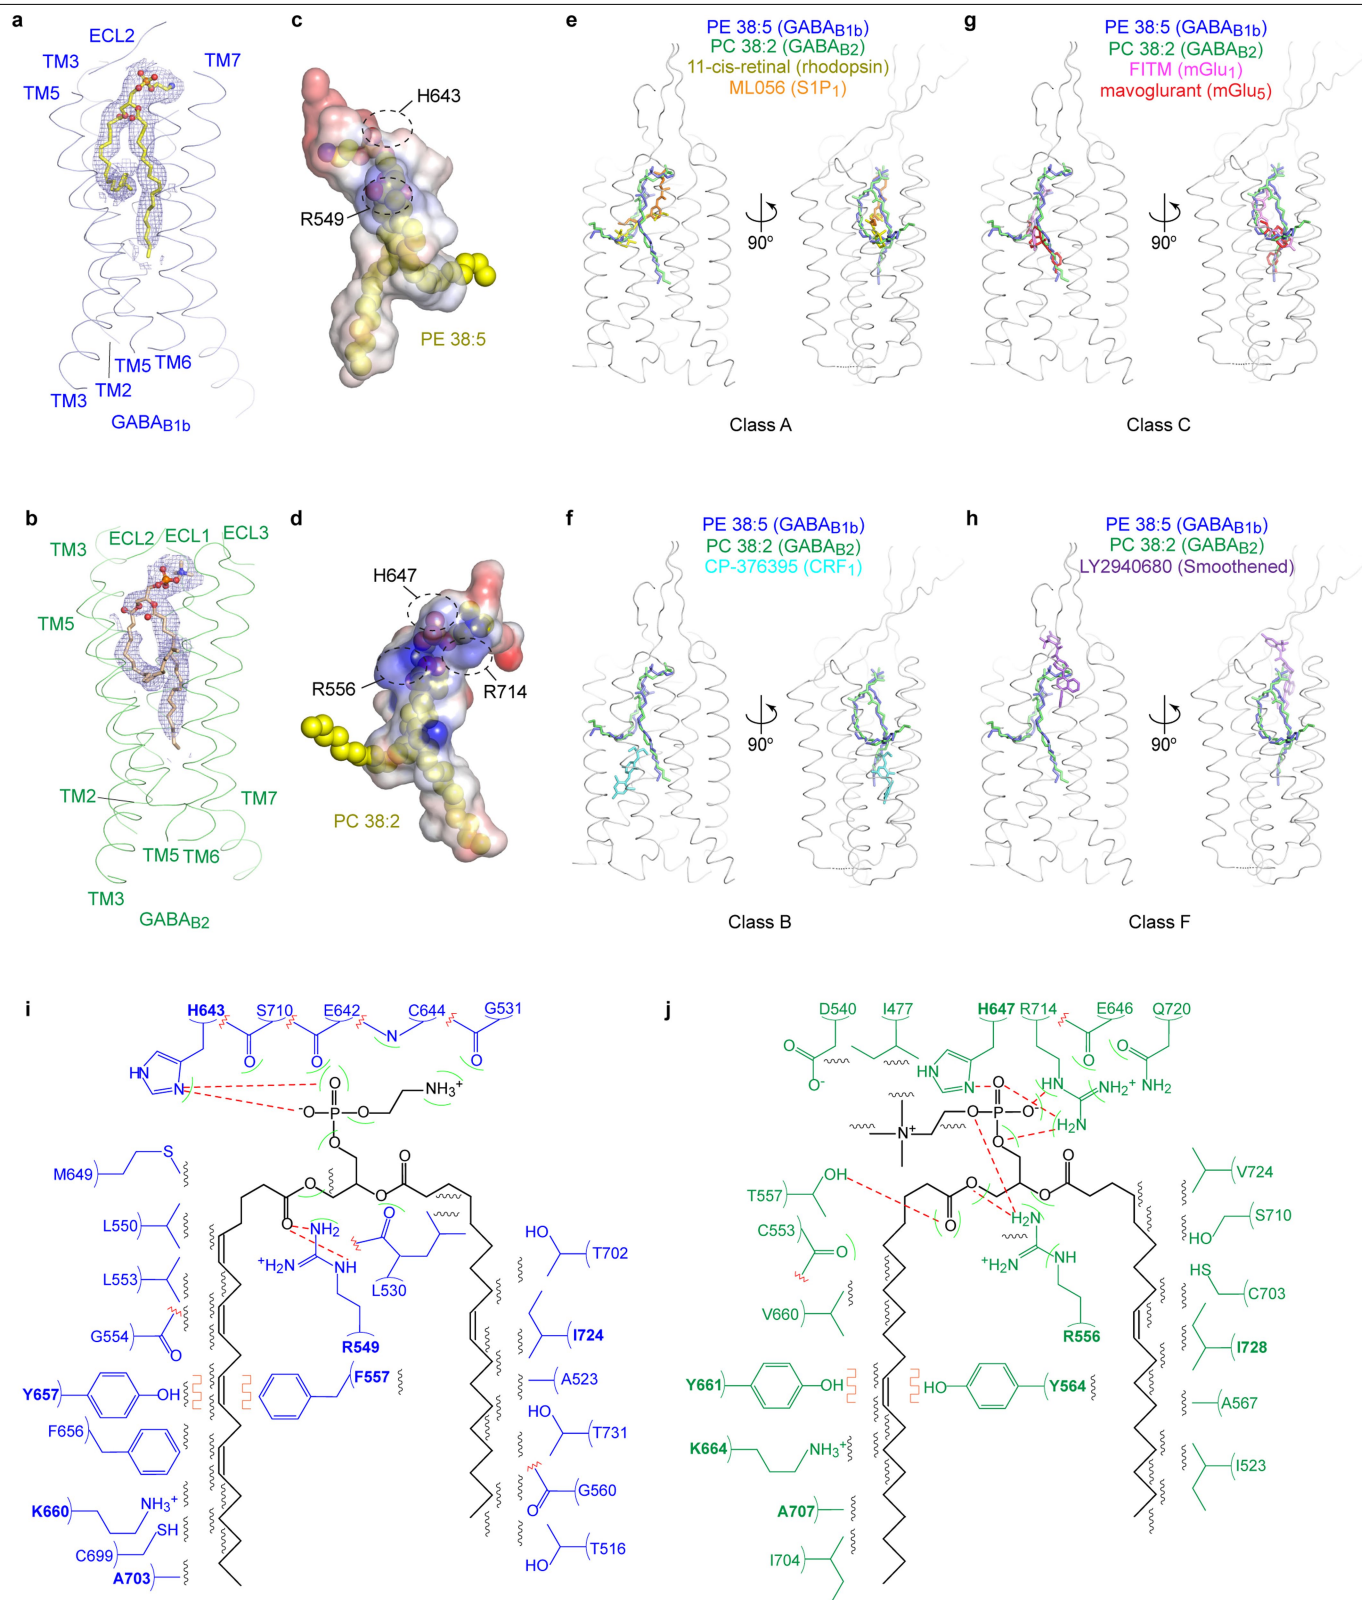 a
ECL2
TM3
TM7
TM5
TM5 TM6
TM2
TM3
GABAB1b
b
ECL2 ECL1 ECL3
TM3
TM5
TM2
TM7
TM5 TM6
TM3
GABAB2
c
H643
R549
PE 38:5
d
H647
R556
R714
PC 38:2
e
PE 38:5 (GABAB1b)
PC 38:2 (GABAB2)
11-cis-retinal (rhodopsin)
ML056 (S1P1)
90º
Class A
g
PE 38:5 (GABAB1b)
PC 38:2 (GABAB2)
FITM (mGlu1)
mavoglurant (mGlu5)
90º
Class C
f
PE 38:5 (GABAB1b)
PC 38:2 (GABAB2)
CP-376395 (CRF1)
90º
Class B
h
PE 38:5 (GABAB1b)
PC 38:2 (GABAB2)
LY2940680 (Smoothened)
90º
Class F
i
H643 S710 E642 C644 G531
HN N O O N O
O NH3+
-O P O
O
M649 S O
O O
L550 O NH2 O
+H2N NH
L553 L530
G554 O
R549
Y657 OH F557
F656
K660 NH3+
C699 SH
A703
HO T702
I724
A523
HO T731
G560
O
T516
HO
j
D540 I477 H647 R714 E646 Q720
O O- HN N O O NH2
HN NH2+
O P O- H2N
N+ O
OH O O O O
T557
C553 O
H2N
+H2N NH
V660
R556
Y661 OH HO Y564
K664 NH3+
A707
I704
V724
S710
HO
HS C703
I728
A567
I523